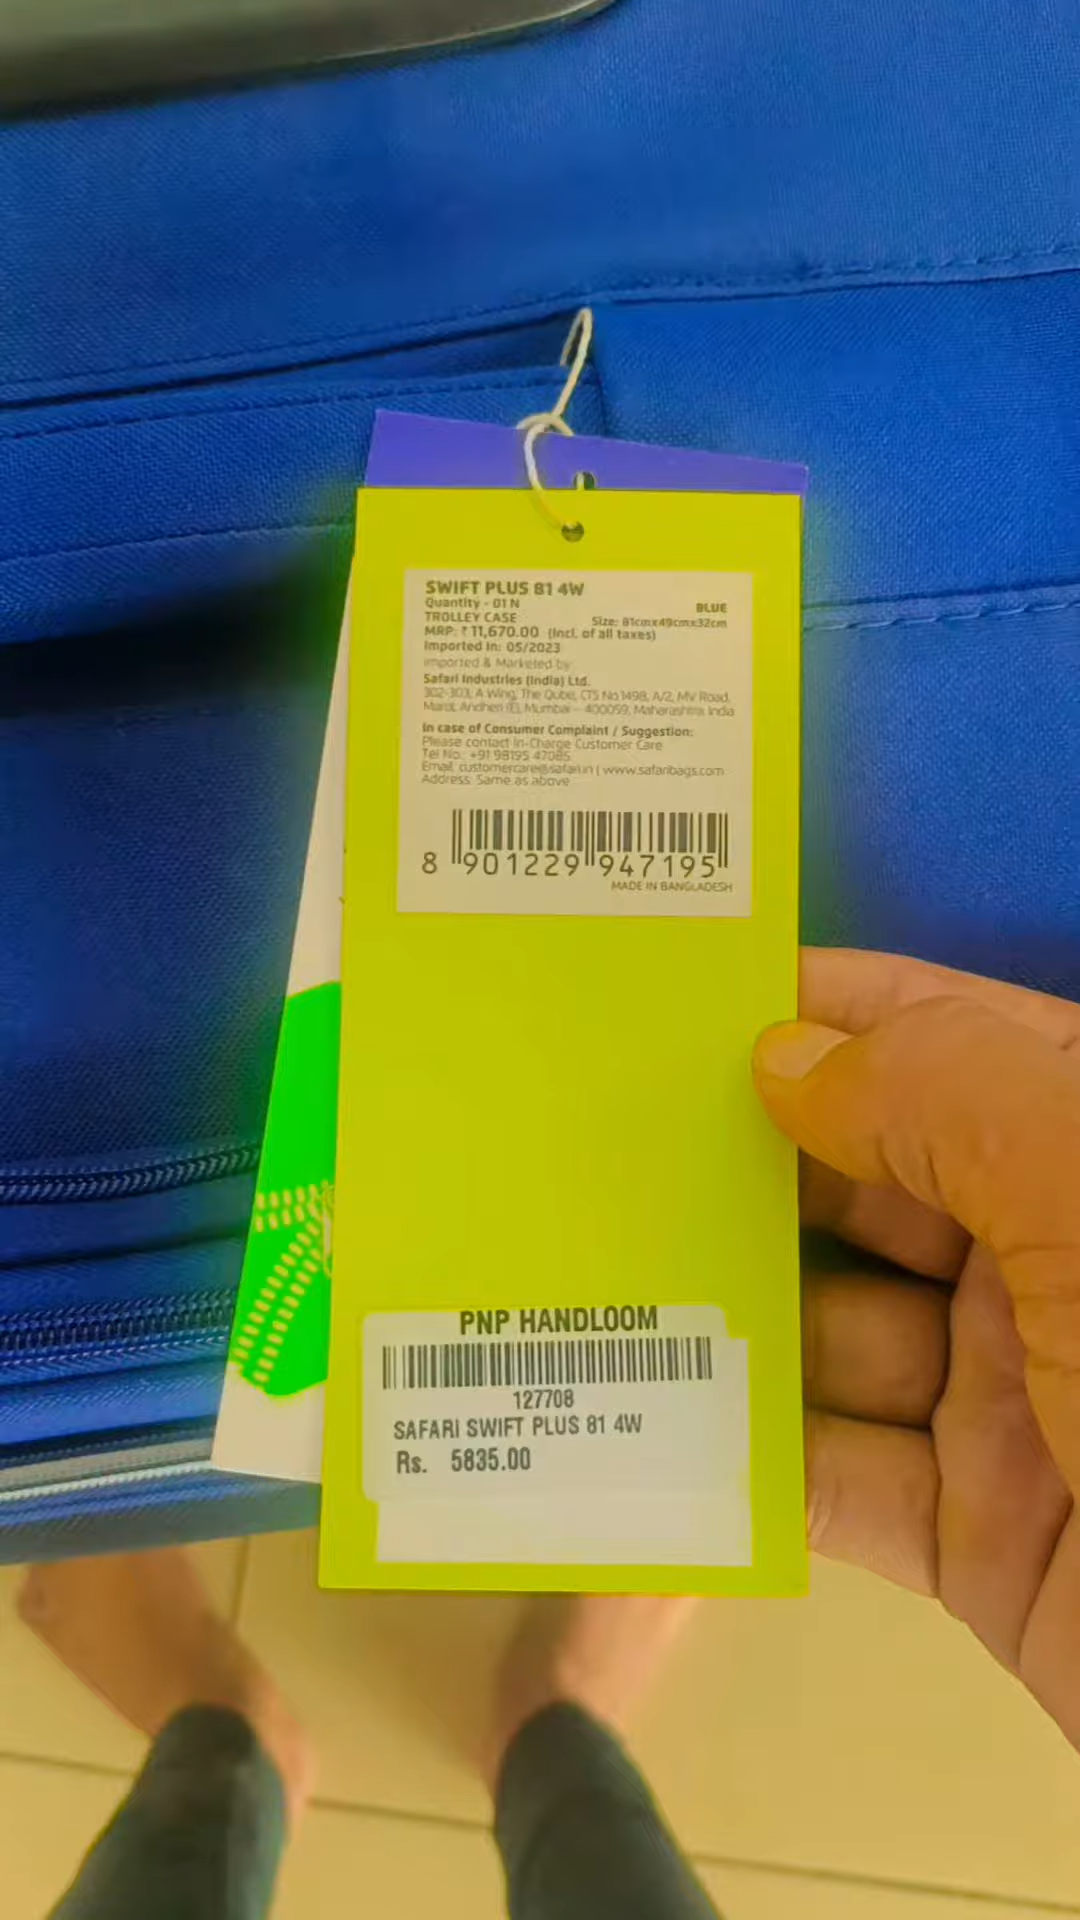 SWIFT PLUS 81 4W
Quantity - 01 N
BLUE
TROLLEY CASE
Size: 81cmx49cmx32cm
MRP: ₹ 11,670.00 (Incl. of all taxes)
Imported In: 05/2023
Imported & Marketed by
Safari Industries (India) Ltd.
302-303, A Wing, The Qube, CTS No 1498, A/2, MV Road,
Marol, Andheri (E), Mumbai - 400059, Maharashtra India
In case of Consumer Complaint / Suggestion:
Please contact In-Charge Customer Care
Tel No.: +91 98195 47085
Email: customercare@safari.in | www.safaribags.com
Address: Same as above
8 901229 947195
MADE IN BANGLADESH
PNP HANDLOOM
127708
SAFARI SWIFT PLUS 81 4W
Rs. 5835.00